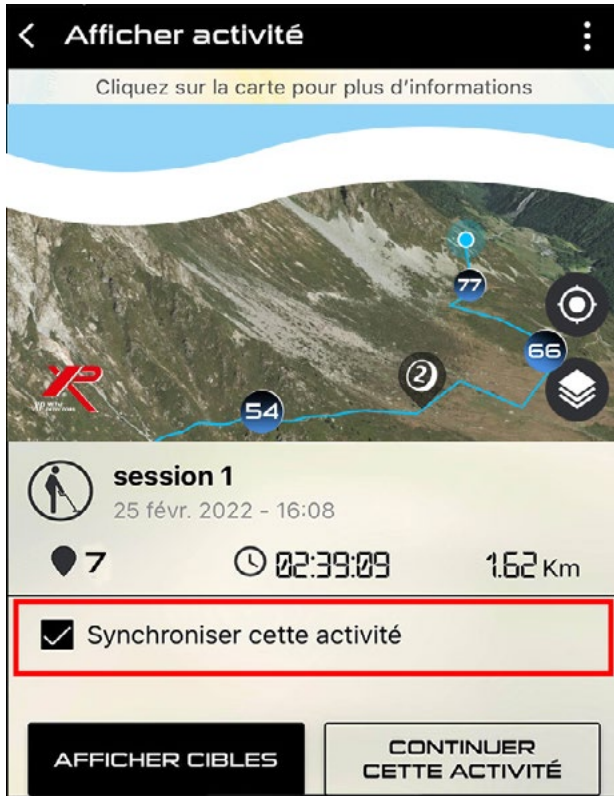 Afficher activité
Cliquez sur la carte pour plus d'informations
77
66
2
54
XP
session 1
25 févr. 2022 - 16:08
7
02:39:09
1.62 Km
Synchroniser cette activité
AFFICHER CIBLES
CONTINUER
CETTE ACTIVITÉ